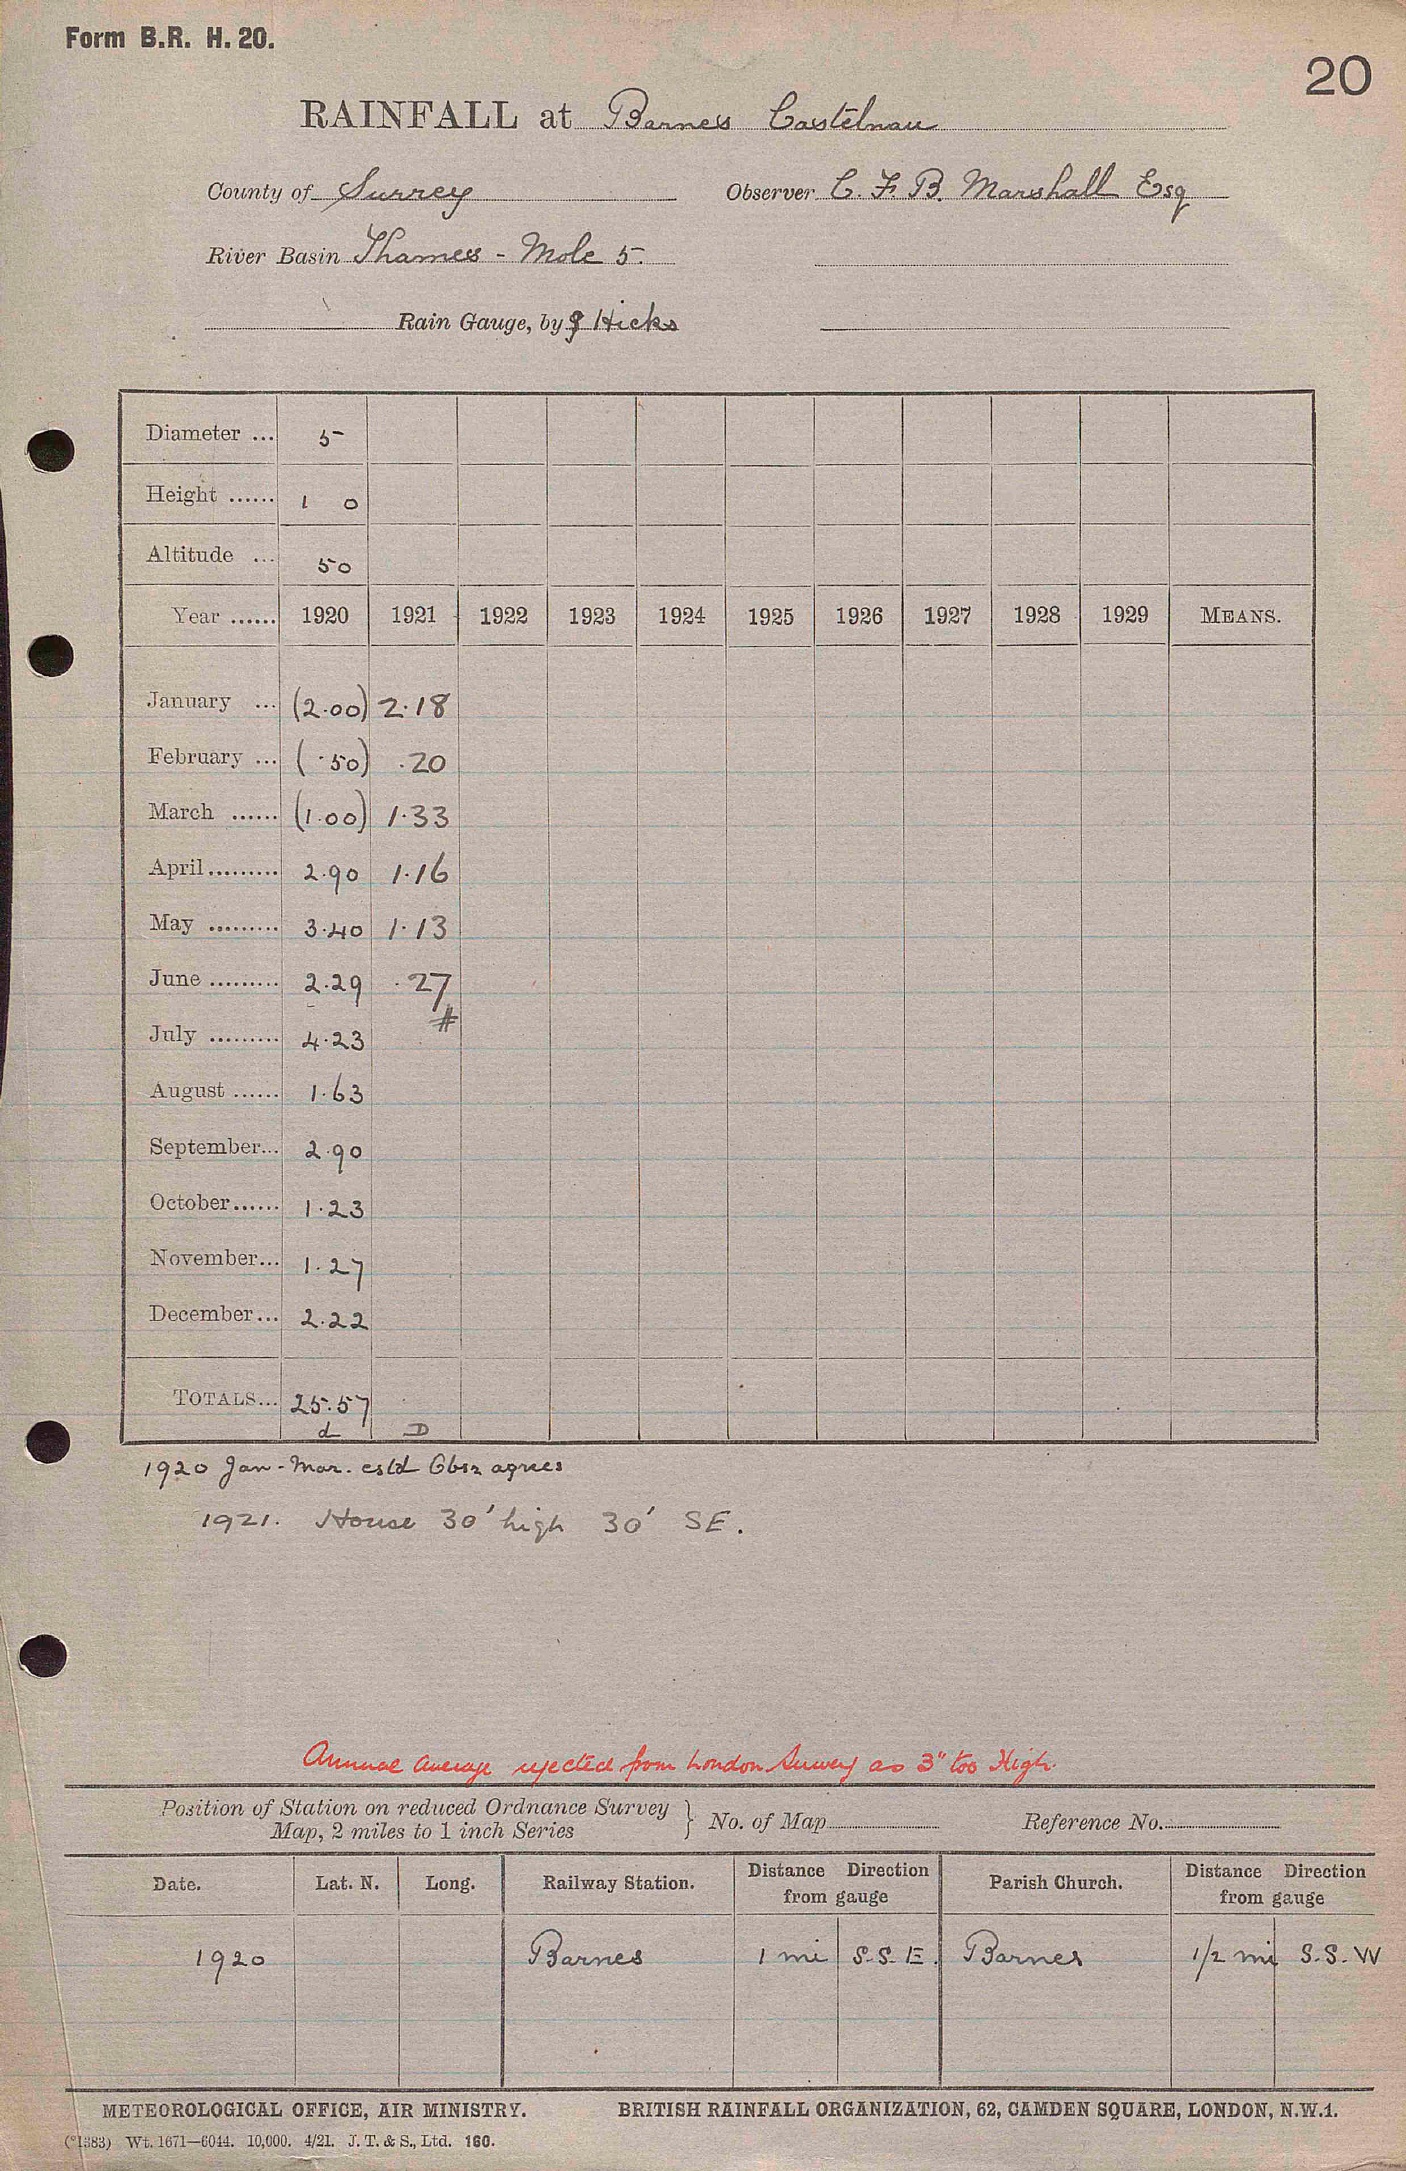 Form B.R. H. 20.
20
RAINFALL at Barnes Castelnau
County of Surrey Observer C. F. B. Marshall Esq
River Basin Thames - Mole 5.
Rain Gauge, by Hicks
Diameter ... 5
Height ...... 1 0
Altitude ... 50
Year ...... 1920 1921 1922 1923 1924 1925 1926 1927 1928 1929 MEANS.
January ... (2.00) 2.18
February ... ( .50) .20
March ...... (1.00) 1.33
April ......... 2.90 1.16
May ......... 3.40 1.13
June ......... 2.29 .27
#
July ......... 4.23
August ...... 1.63
September... 2.90
October...... 1.23
November... 1.27
December... 2.22
TOTALS... 25.57
d D
1920 Jan - Mar. estd Obsr agrees
1921. House 30' high 30' SE.
Annual average rejected from London Survey as 3" too High.
Position of Station on reduced Ordnance Survey
Map, 2 miles to 1 inch Series } No. of Map Reference No.
Date. Lat. N. Long. Railway Station. Distance Direction from gauge Parish Church. Distance Direction from gauge
1920 Barnes 1 mi S.S.E. Barnes 1/2 mi S.S.W
METEOROLOGICAL OFFICE, AIR MINISTRY. BRITISH RAINFALL ORGANIZATION, 62, CAMDEN SQUARE, LONDON, N.W.1.
(*1383) Wt. 1671—6044. 10,000. 4/21. J. T. & S., Ltd. 160.